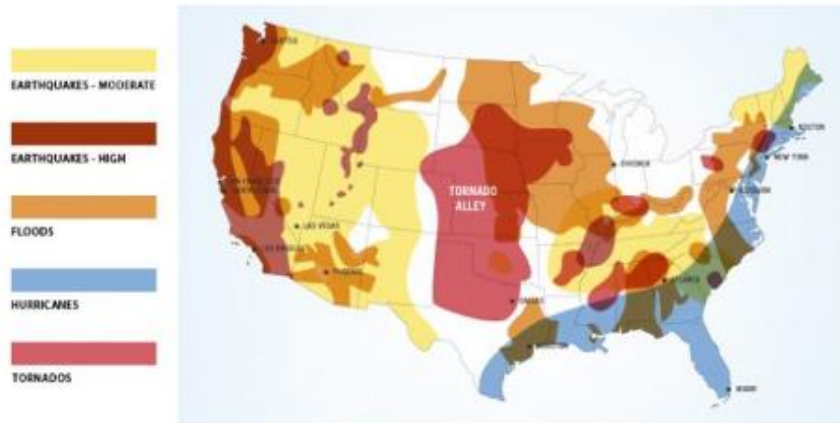 EARTHQUAKES - MODERATE
EARTHQUAKES - HIGH
FLOODS
HURRICANES
TORNADOS
SEATTLE
LAS VEGAS
LOS ANGELES
PHOENIX
TORNADO
ALLEY
DALLAS
HOUSTON
CHICAGO
ATLANTA
MIAMI
BOSTON
NEW YORK